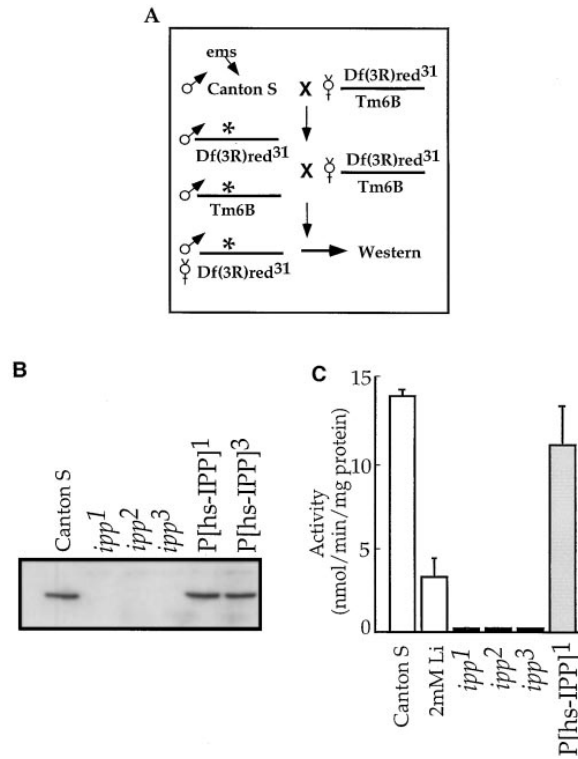 A
ems
Canton S X Df(3R)red31
Tm6B
*
Df(3R)red31 X Df(3R)red31
Tm6B
*
Tm6B
*
Df(3R)red31 Western
B
Canton S
ipp1
ipp2
ipp3
P[hs-IPP]1
P[hs-IPP]3
C
Activity
(nmol/min/mg protein)
15
10
5
0
Canton S
2mM Li
ipp1
ipp2
ipp3
P[hs-IPP]1